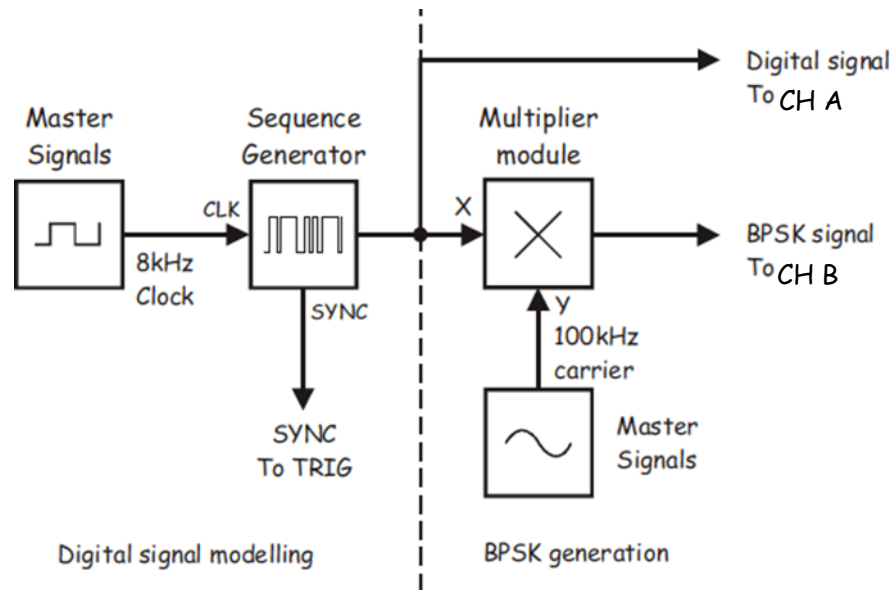 Digital signal
To CH A
Master
Signals
Sequence
Generator
Multiplier
module
CLK
X
8kHz
Clock
BPSK signal
To CH B
SYNC
Y
100kHz
carrier
SYNC
To TRIG
Master
Signals
Digital signal modelling
BPSK generation